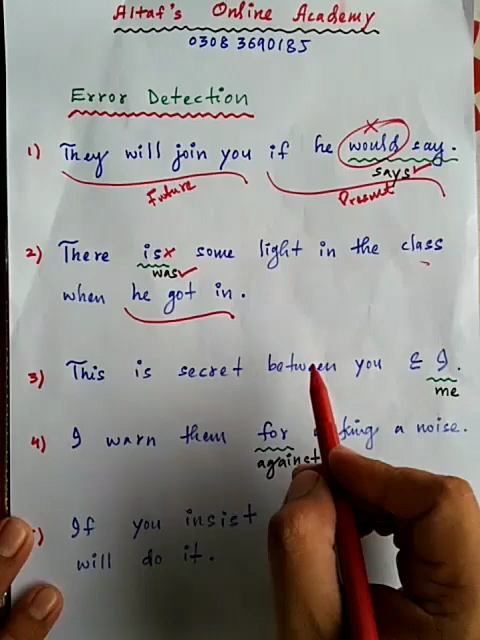 Altaf's Online Academy
0308 3690185
Error Detection
1) They will join you if he would say.
says
Future
Present
2) There is some light in the class
was
when he got in.
3) This is secret between you & I.
me
4) I warn them for a noise.
against
If you insist
will do it.